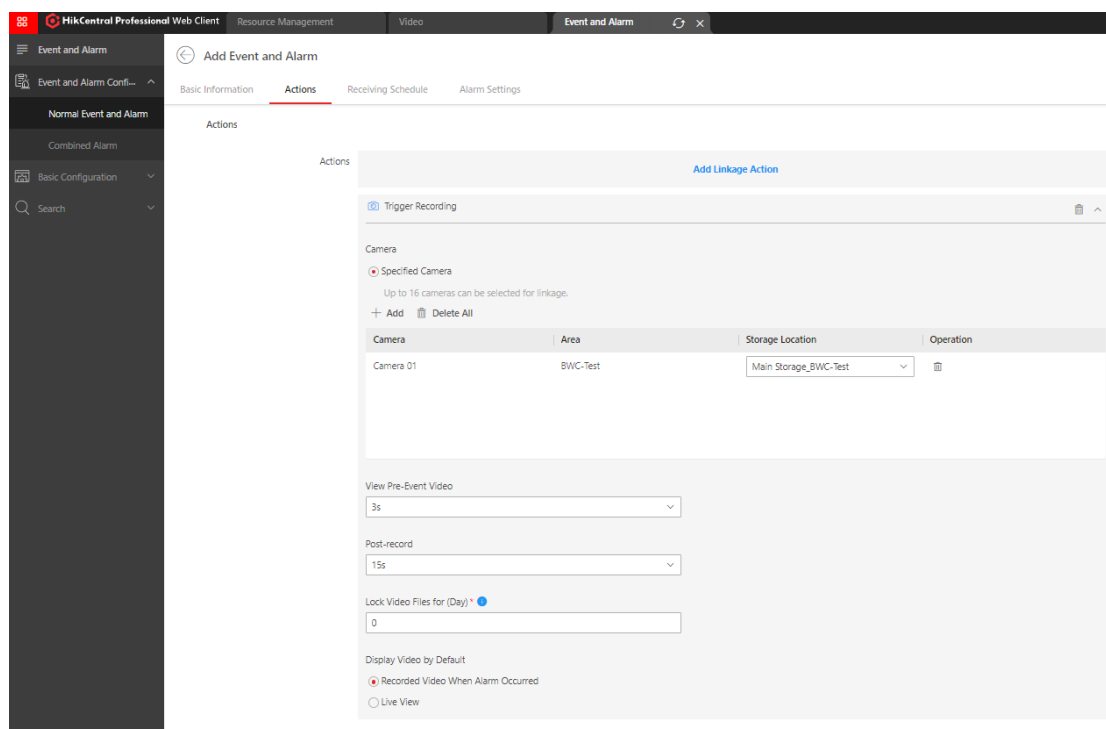 HikCentral Professional Web Client
Resource Management
Video
Event and Alarm
Event and Alarm
Event and Alarm Confi...
Normal Event and Alarm
Combined Alarm
Basic Configuration
Search
Add Event and Alarm
Basic Information
Actions
Receiving Schedule
Alarm Settings
Actions
Actions
Add Linkage Action
Trigger Recording
Camera
Specified Camera
Up to 16 cameras can be selected for linkage.
+ Add
Delete All
Camera
Area
Storage Location
Operation
Camera 01
BWC-Test
Main Storage_BWC-Test
View Pre-Event Video
3s
Post-record
15s
Lock Video Files for (Day) *
0
Display Video by Default
Recorded Video When Alarm Occurred
Live View